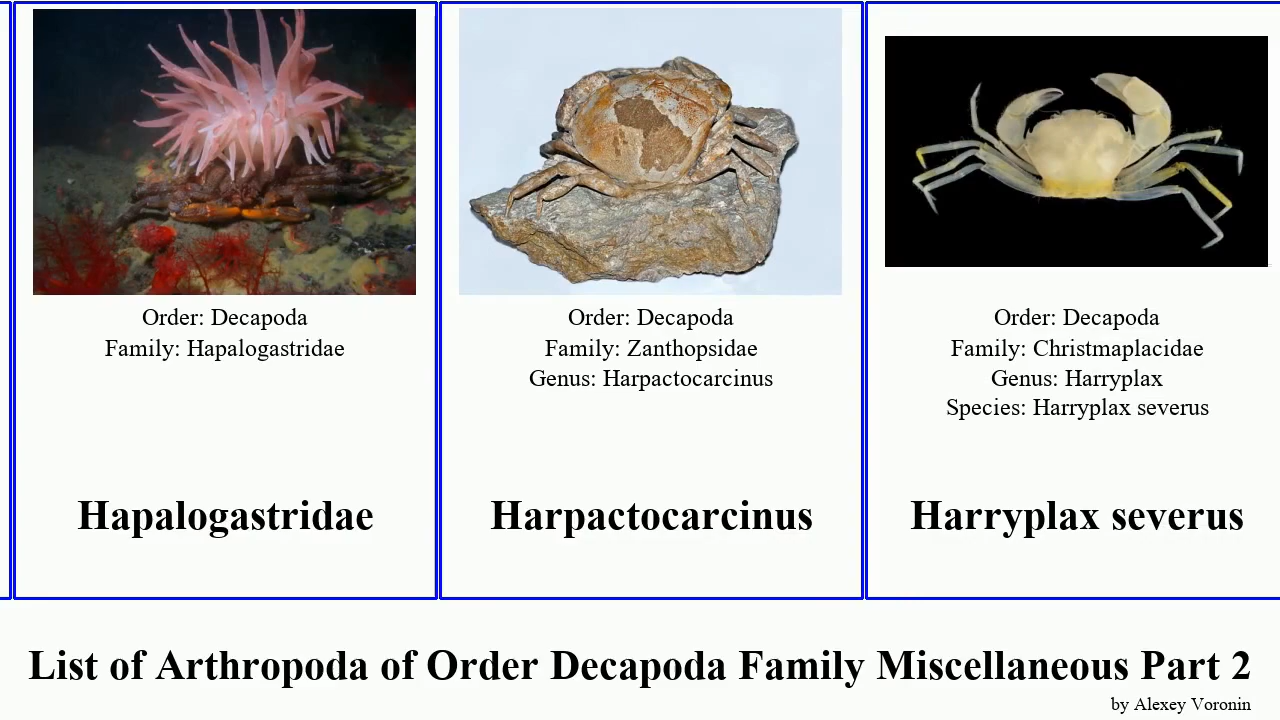 Order: Decapoda
Family: Hapalogastridae
Hapalogastridae
Order: Decapoda
Family: Zanthopsidae
Genus: Harpactocarcinus
Harpactocarcinus
Order: Decapoda
Family: Christmaplacidae
Genus: Harryplax
Species: Harryplax severus
Harryplax severus
List of Arthropoda of Order Decapoda Family Miscellaneous Part 2
by Alexey Voronin